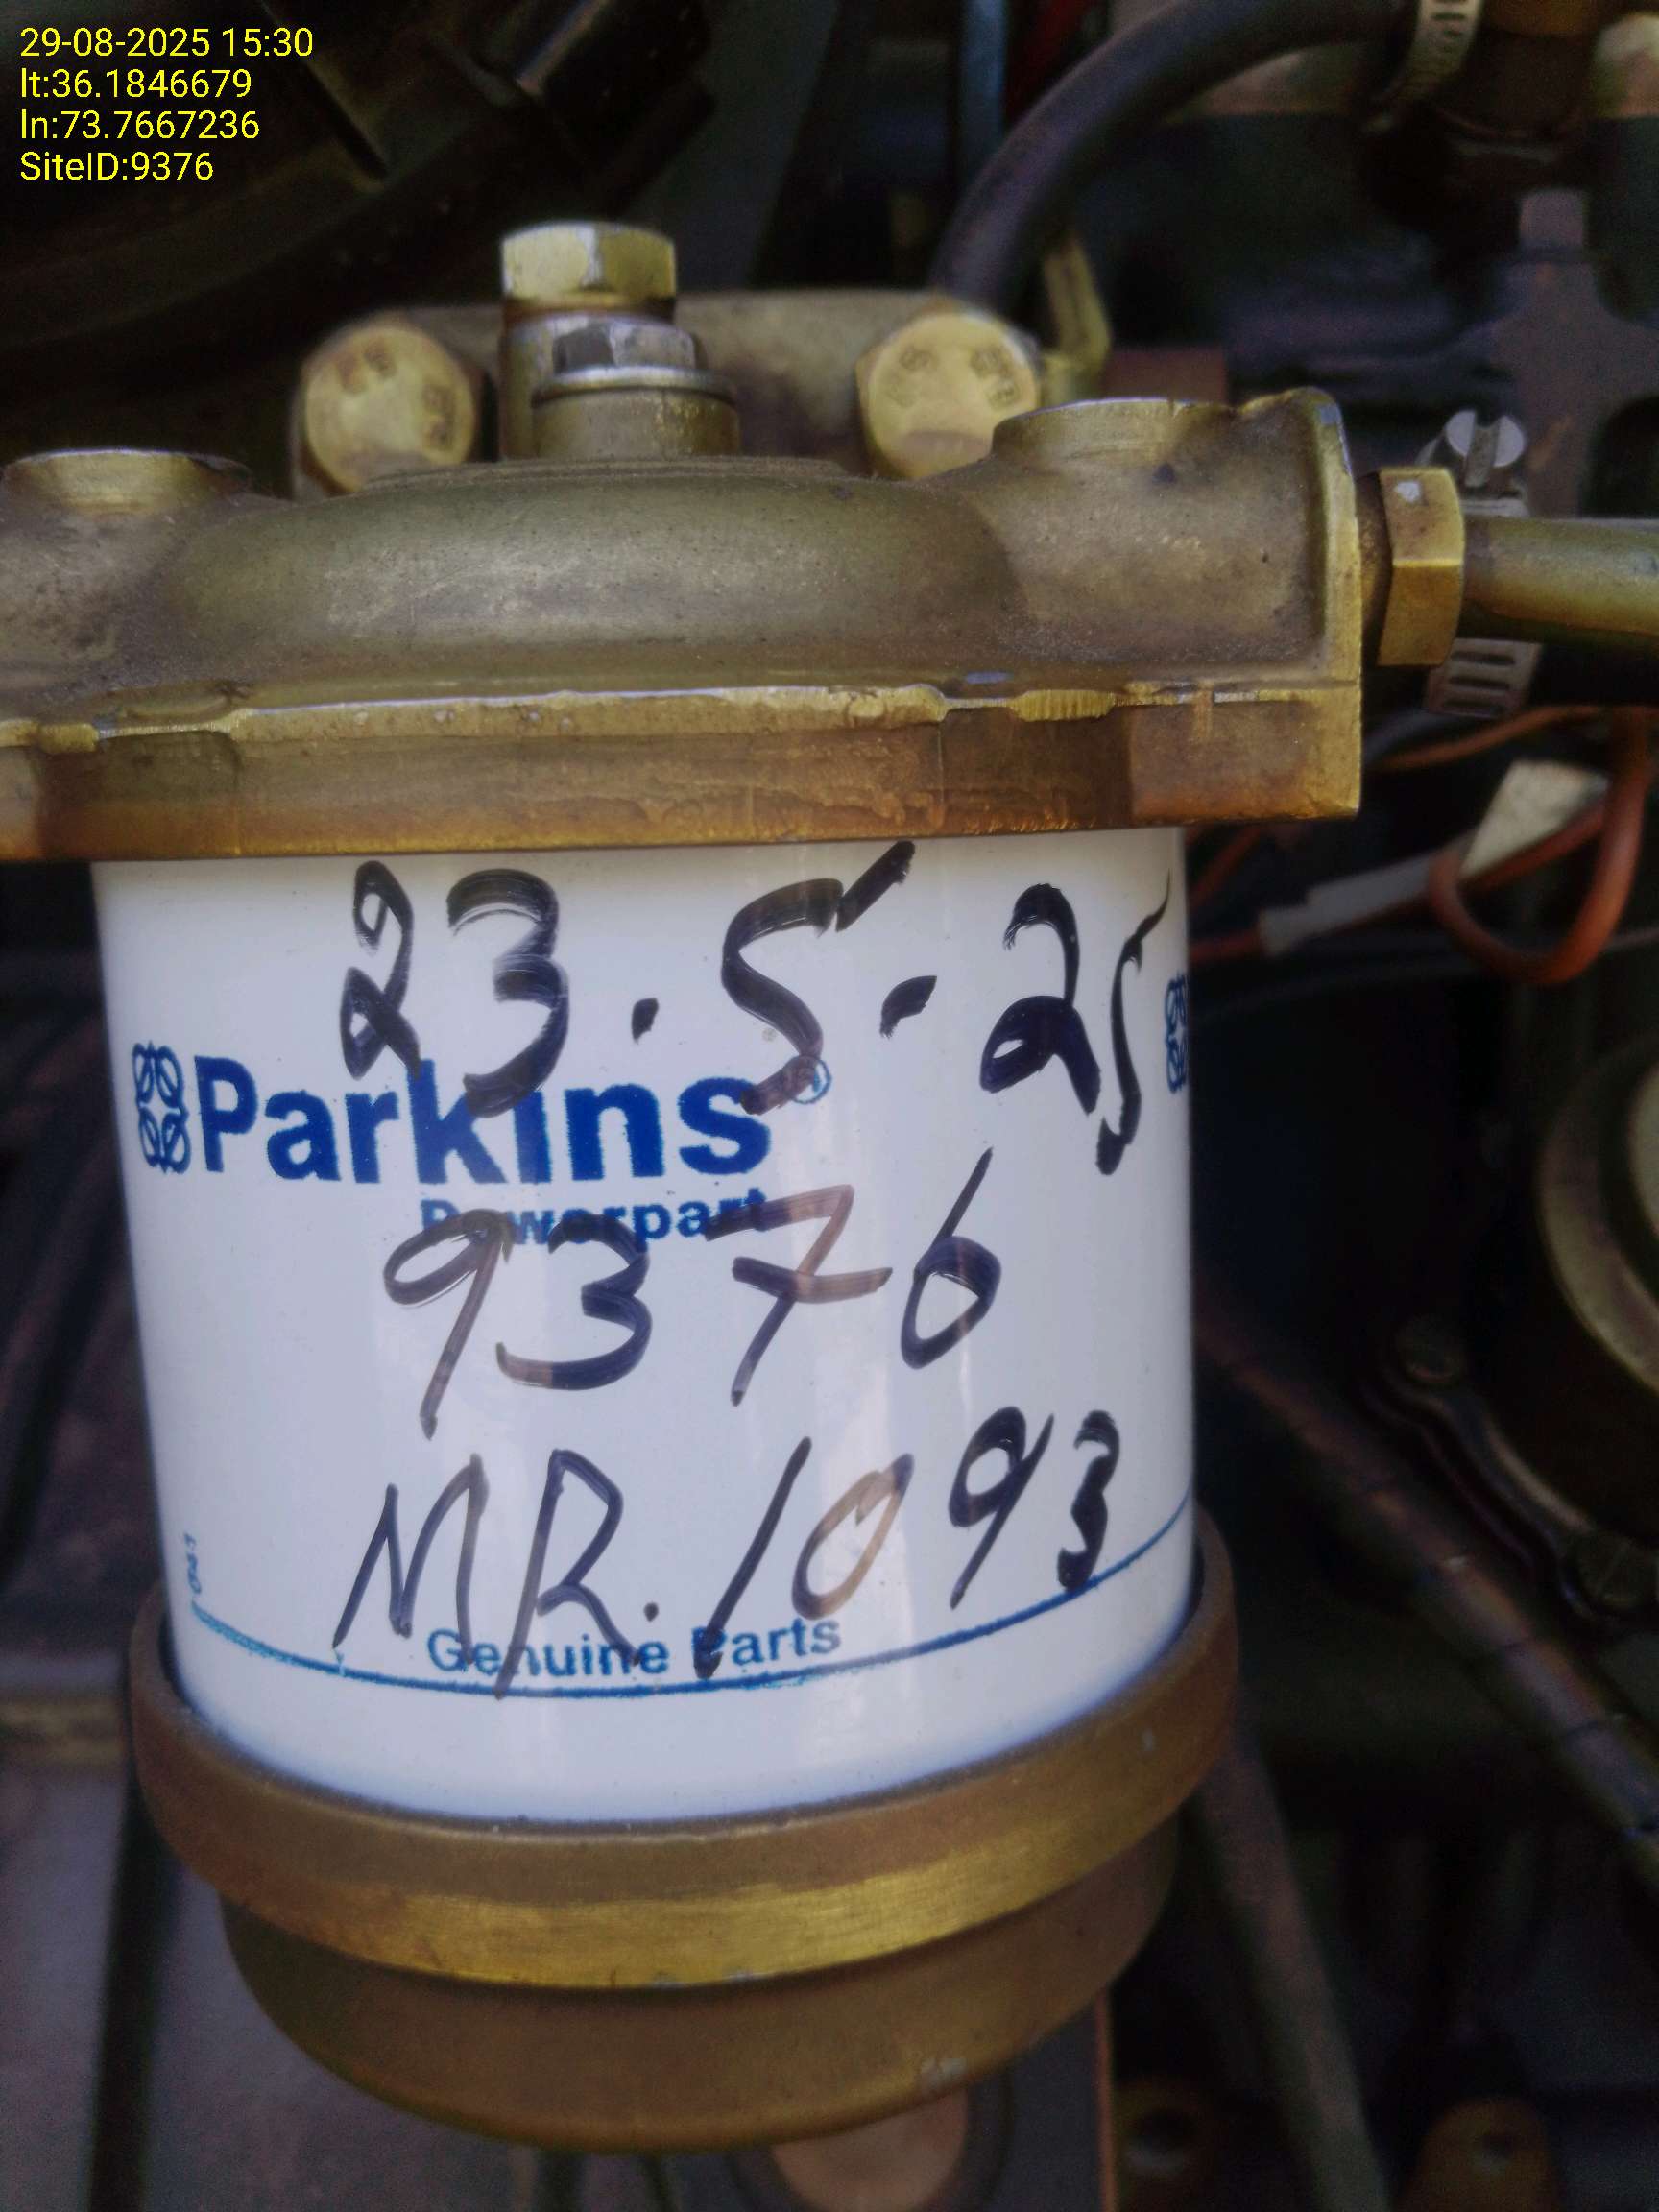 29-08-2025 15:30
lt:36.1846679
ln:73.7667236
SiteID:9376
23.5.25
Parkins®
Powerpart
9376
MR.1093
Genuine Parts